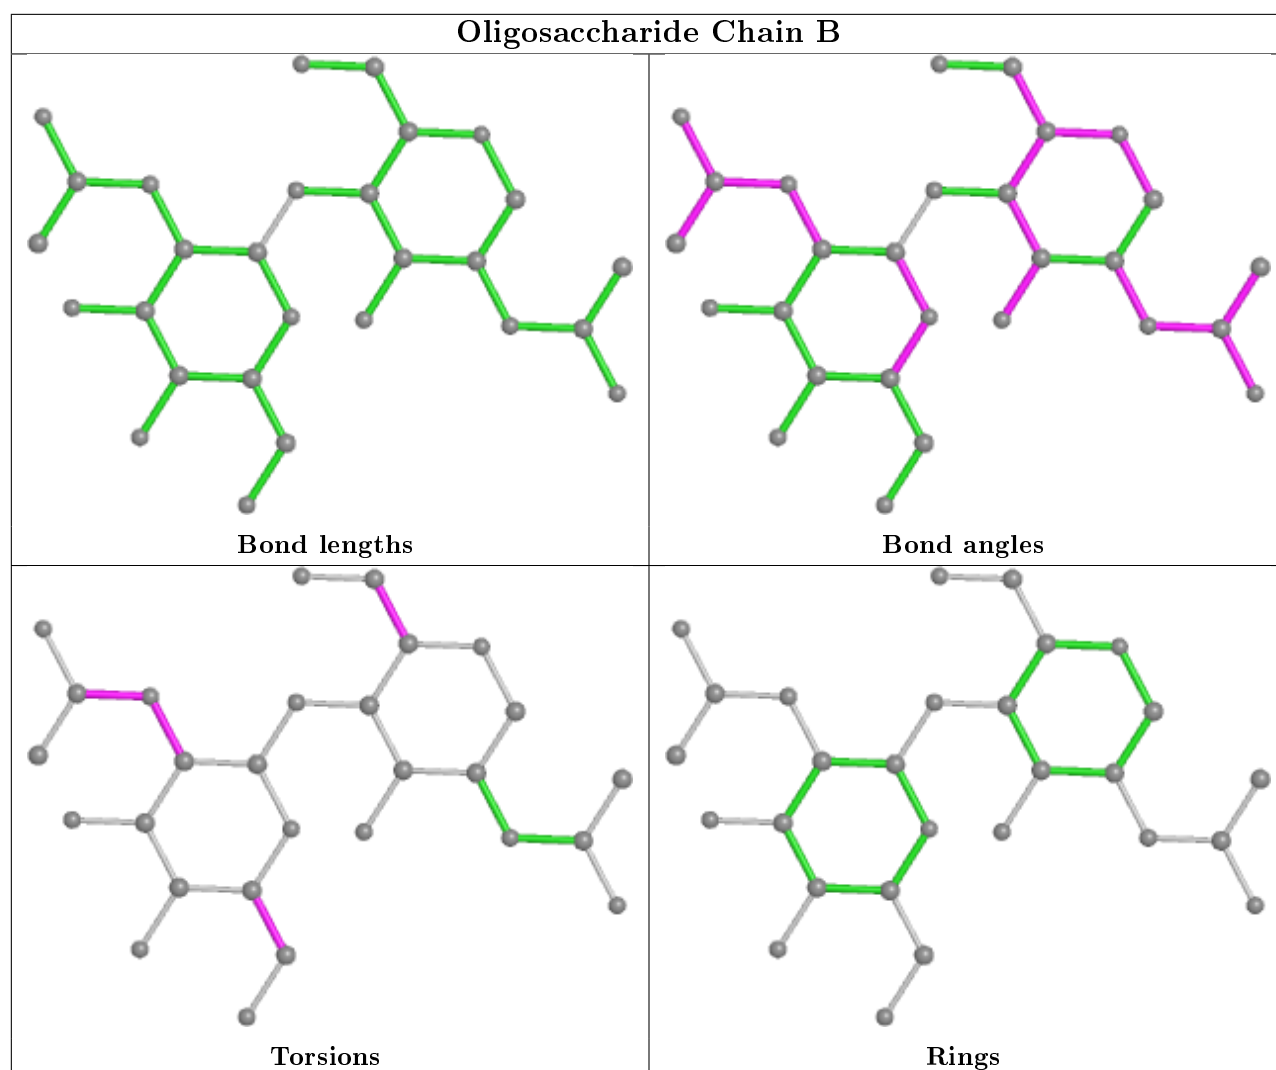 Oligosaccharide Chain B
Bond lengths
Bond angles
Torsions
Rings